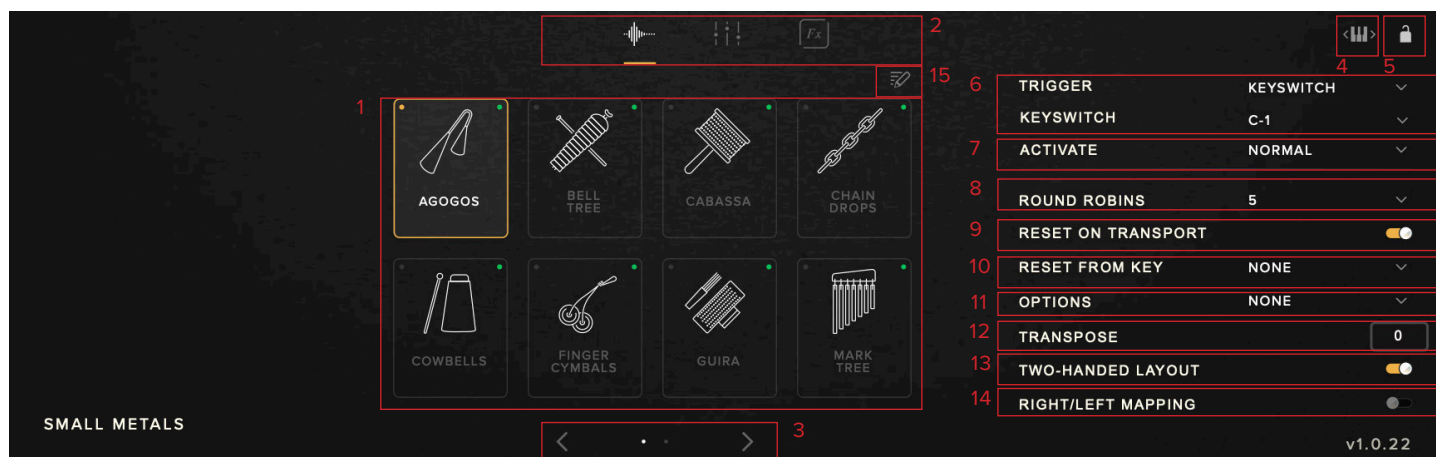 Fx
2
4
5
15
1
AGOGOS
BELL
TREE
CABASSA
CHAIN
DROPS
COWBELLS
FINGER
CYMBALS
GUIRA
MARK
TREE
6 TRIGGER KEYSWITCH
KEYSWITCH C-1
7 ACTIVATE NORMAL
8 ROUND ROBINS 5
9 RESET ON TRANSPORT
10 RESET FROM KEY NONE
11 OPTIONS NONE
12 TRANSPOSE 0
13 TWO-HANDED LAYOUT
14 RIGHT/LEFT MAPPING
SMALL METALS
3
v1.0.22